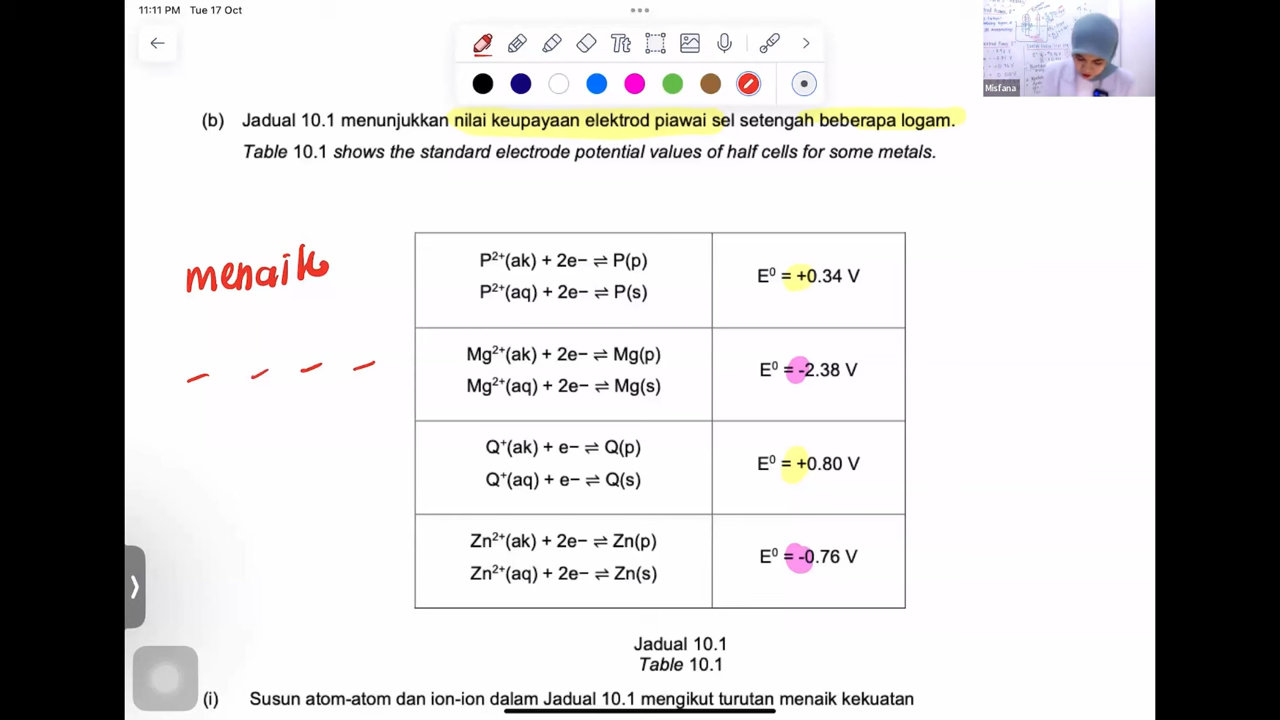 11:11 PM Tue 17 Oct
Tt
Misfana
(b) Jadual 10.1 menunjukkan nilai keupayaan elektrod piawai sel setengah beberapa logam.
Table 10.1 shows the standard electrode potential values of half cells for some metals.
menaik
P²⁺(ak) + 2e− ⇌ P(p)
P²⁺(aq) + 2e− ⇌ P(s)
E⁰ = +0.34 V
Mg²⁺(ak) + 2e− ⇌ Mg(p)
Mg²⁺(aq) + 2e− ⇌ Mg(s)
E⁰ = -2.38 V
Q⁺(ak) + e− ⇌ Q(p)
Q⁺(aq) + e− ⇌ Q(s)
E⁰ = +0.80 V
Zn²⁺(ak) + 2e− ⇌ Zn(p)
Zn²⁺(aq) + 2e− ⇌ Zn(s)
E⁰ = -0.76 V
Jadual 10.1
Table 10.1
(i) Susun atom-atom dan ion-ion dalam Jadual 10.1 mengikut turutan menaik kekuatan